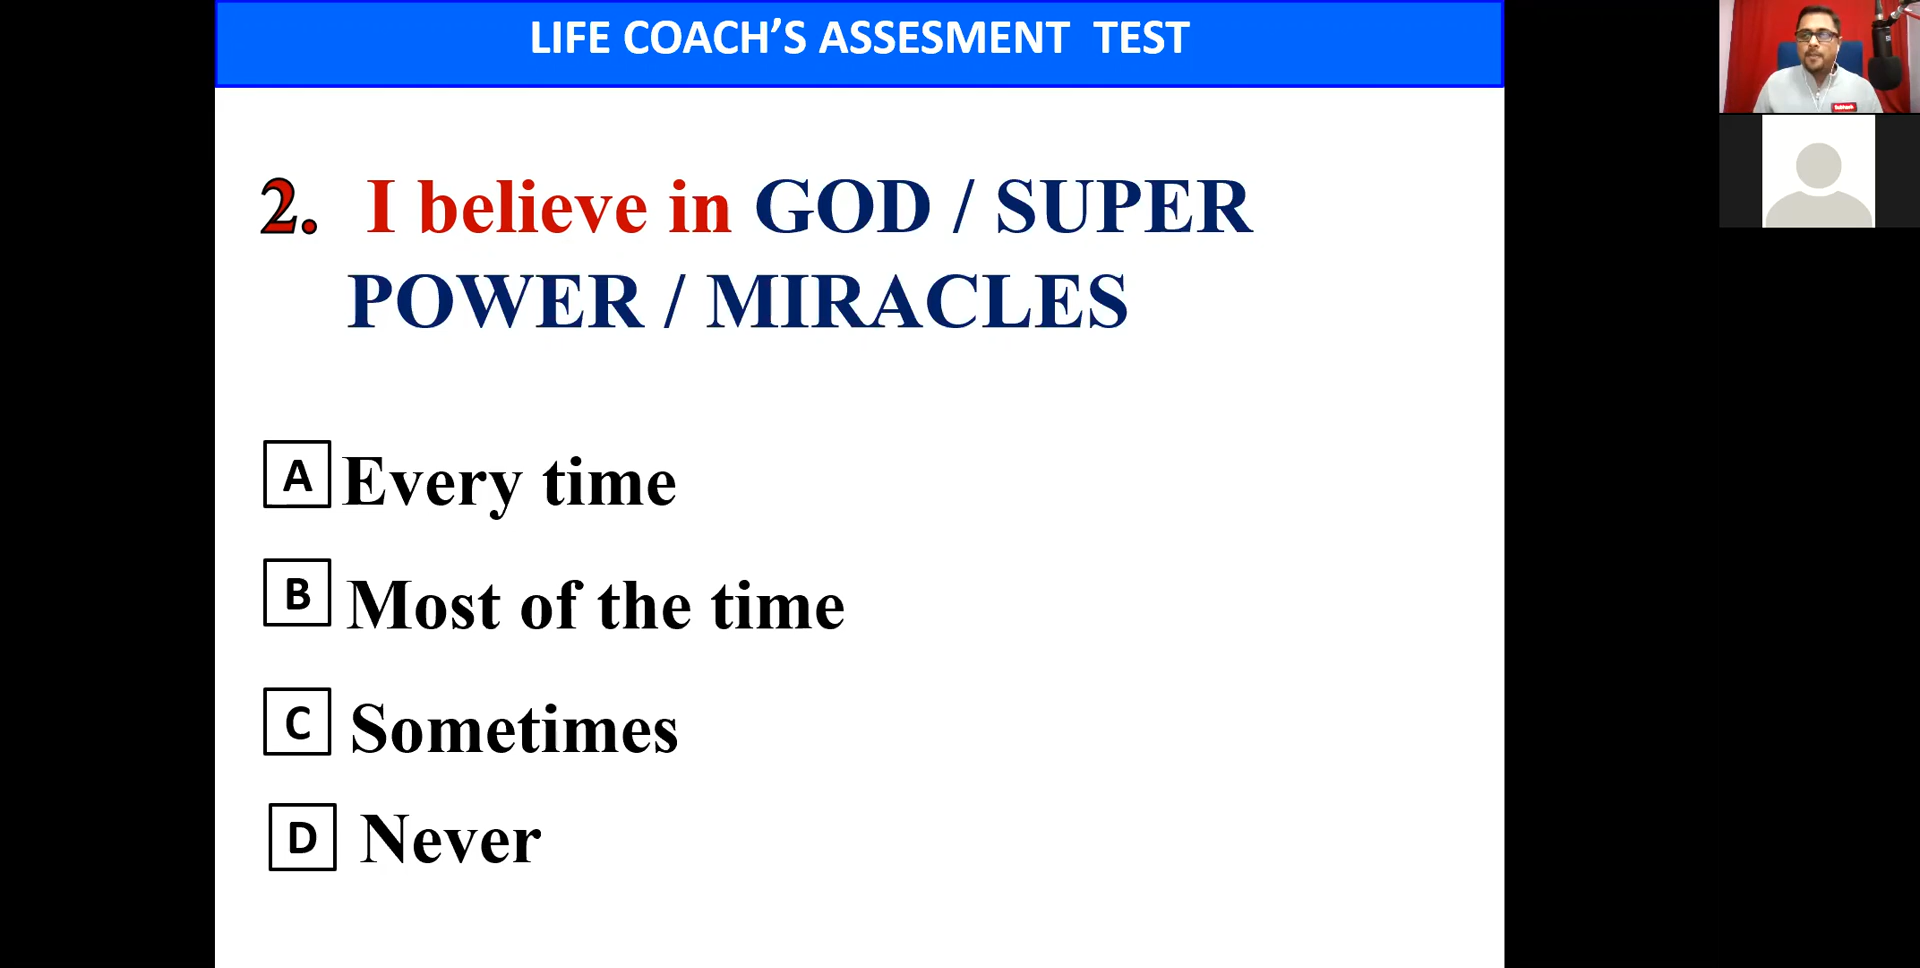 LIFE COACH’S ASSESMENT TEST
2. I believe in GOD / SUPER
POWER / MIRACLES
A Every time
B Most of the time
C Sometimes
D Never